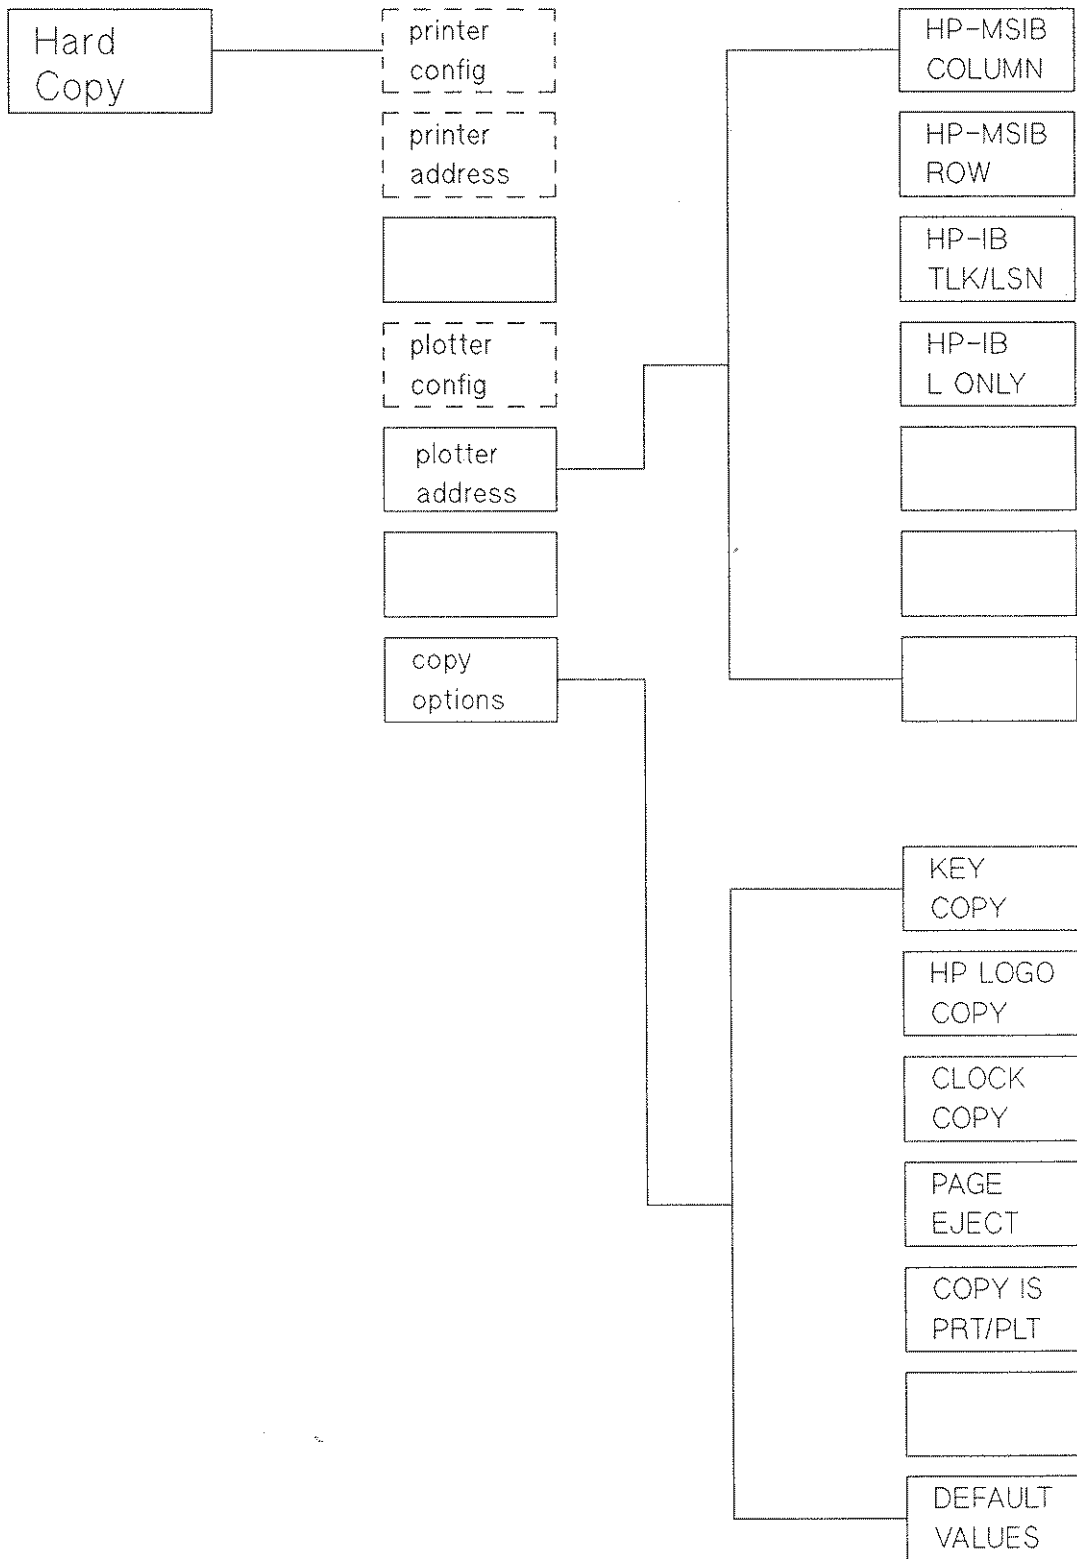 Hard
Copy
printer
config
printer
address
plotter
config
plotter
address
copy
options
HP-MSIB
COLUMN
HP-MSIB
ROW
HP-IB
TLK/LSN
HP-IB
L ONLY
KEY
COPY
HP LOGO
COPY
CLOCK
COPY
PAGE
EJECT
COPY IS
PRT/PLT
DEFAULT
VALUES